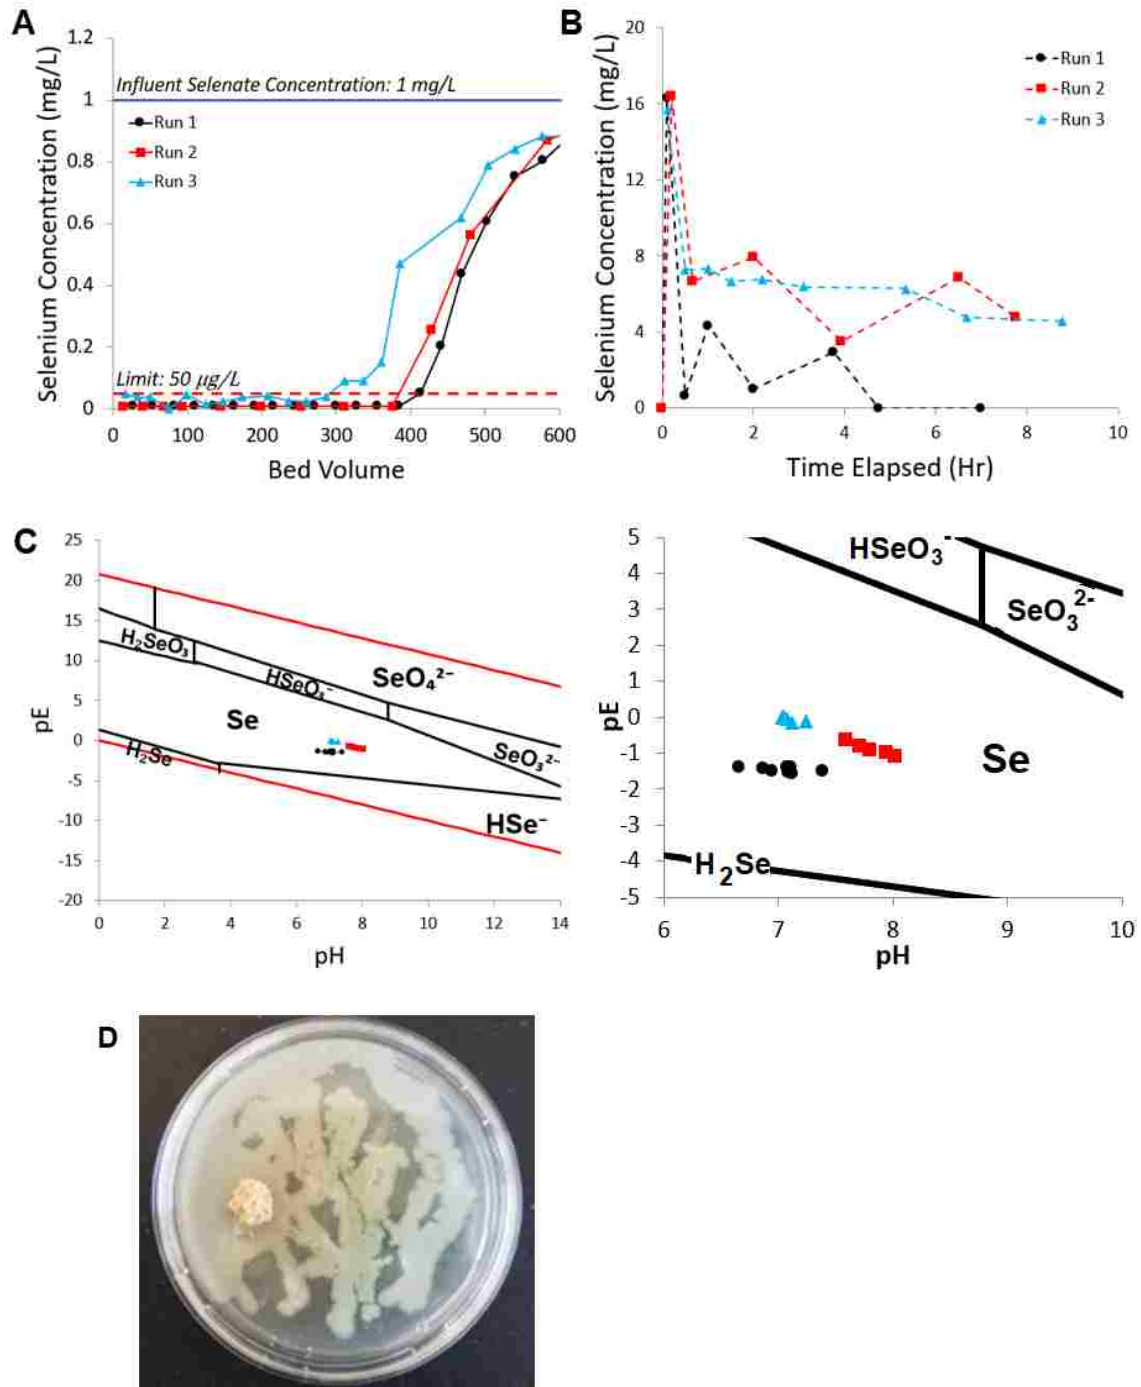 A
Selenium Concentration (mg/L)
1.2
1
0.8
0.6
0.4
0.2
0
Influent Selenate Concentration: 1 mg/L
Run 1
Run 2
Run 3
Limit: 50 µg/L
0 100 200 300 400 500 600
Bed Volume
B
Selenium Concentration (mg/L)
20
16
12
8
4
0
Run 1
Run 2
Run 3
0 2 4 6 8 10
Time Elapsed (Hr)
C
pE
25
20
15
10
5
0
-5
-10
-15
-20
H₂SeO₃
HSeO₃⁻
SeO₄²⁻
Se
SeO₃²⁻
H₂Se
HSe⁻
0 2 4 6 8 10 12 14
pH
pE
5
4
3
2
1
0
-1
-2
-3
-4
-5
HSeO₃⁻
SeO₃²⁻
Se
H₂Se
6 7 8 9 10
pH
D